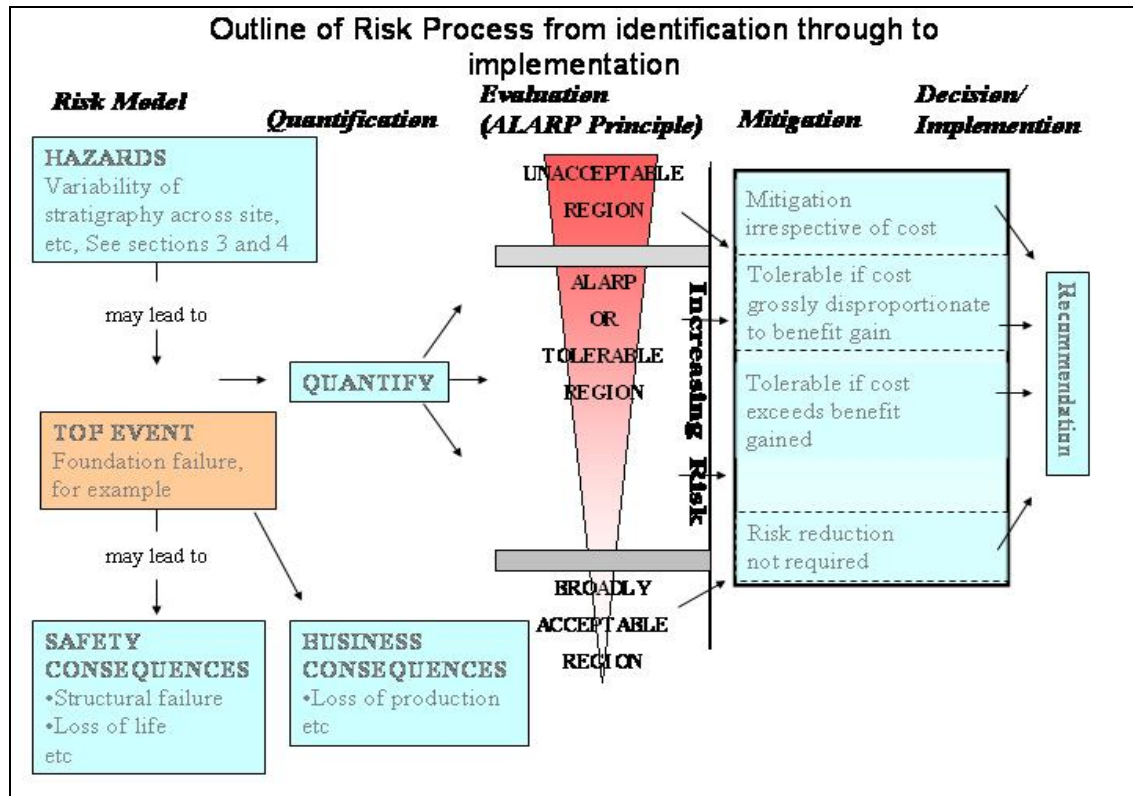 Outline of Risk Process from identification through to
implementation
Risk Model
Quantification
Evaluation
(ALARP Principle)
Mitigation
Decision/
Implemention
HAZARDS
Variability of
stratigraphy across site,
etc, See sections 3 and 4
may lead to
QUANTIFY
TOP EVENT
Foundation failure,
for example
may lead to
SAFETY
CONSEQUENCES
•Structural failure
•Loss of life
etc
BUSINESS
CONSEQUENCES
•Loss of production
etc
UNACCEPTABLE
REGION
ALARP
OR
TOLERABLE
REGION
BROADLY
ACCEPTABLE
REGION
Increasing Risk
Mitigation
irrespective of cost
Tolerable if cost
grossly disproportionate
to benefit gain
Tolerable if cost
exceeds benefit
gained
Risk reduction
not required
Recommendation